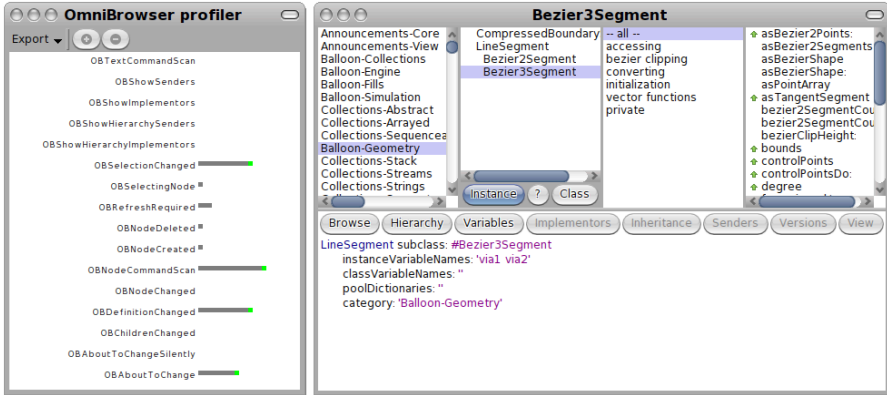 OmniBrowser profiler
Export
OBTextCommandScan
OBShowSenders
OBShowImplementors
OBShowHierarchySenders
OBShowHierarchyImplementors
OBSelectionChanged
OBSelectingNode
OBRefreshRequired
OBNodeDeleted
OBNodeCreated
OBNodeCommandScan
OBNodeChanged
OBDefinitionChanged
OBChildrenChanged
OBAboutToChangeSilently
OBAboutToChange
Bezier3Segment
Announcements-Core
Announcements-View
Balloon-Collections
Balloon-Engine
Balloon-Fills
Balloon-Simulation
Collections-Abstract
Collections-Arrayed
Collections-Sequencea
Balloon-Geometry
Collections-Stack
Collections-Streams
Collections-Strings
CompressedBoundary
LineSegment
Bezier2Segment
Bezier3Segment
Instance ? Class
-- all --
accessing
bezier clipping
converting
initialization
vector functions
private
asBezier2Points:
asBezier2Segments
asBezierShape
asBezierShape:
asPointArray
asTangentSegment
bezier2SegmentCou
bezier2SegmentCou
bezierClipHeight:
bounds
controlPoints
controlPointsDo:
degree
Browse Hierarchy Variables Implementors Inheritance Senders Versions View
LineSegment subclass: #Bezier3Segment
instanceVariableNames: 'via1 via2'
classVariableNames: ''
poolDictionaries: ''
category: 'Balloon-Geometry'